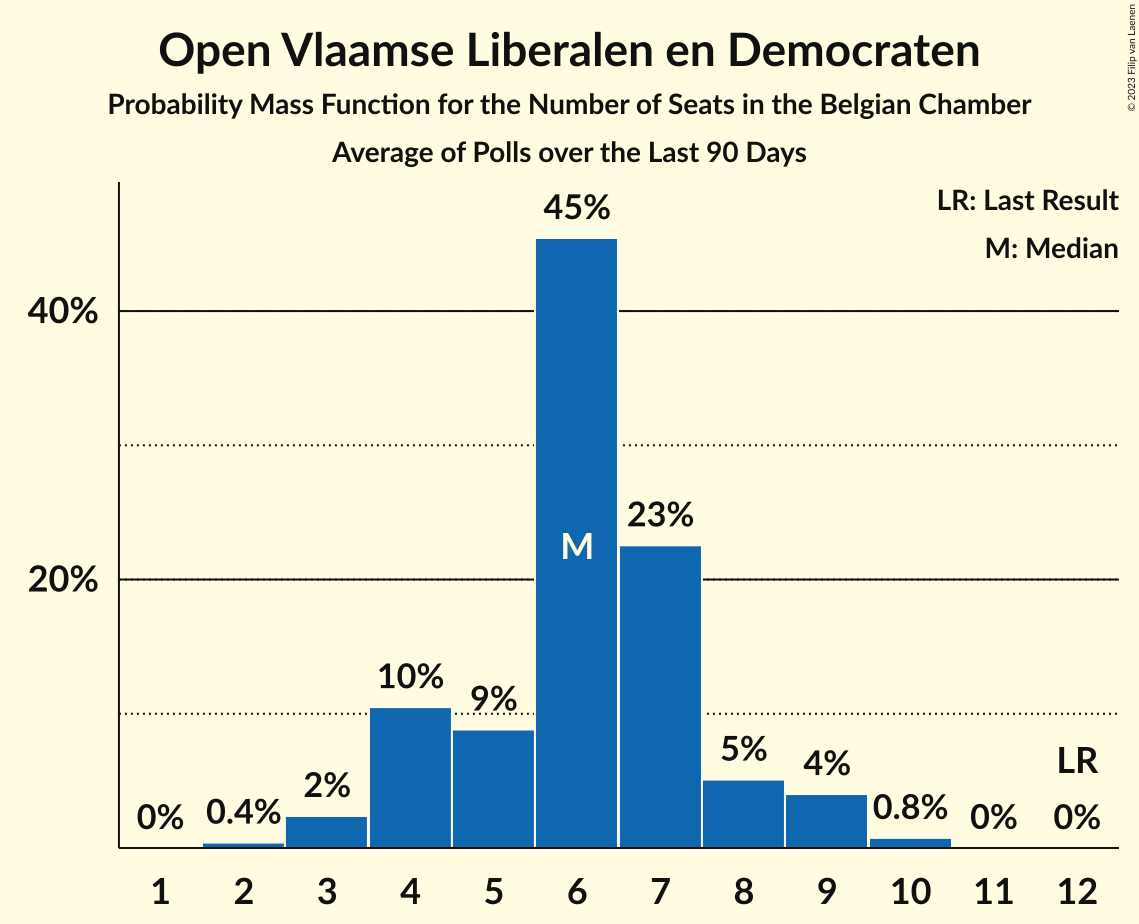 Open Vlaamse Liberalen en Democraten
Probability Mass Function for the Number of Seats in the Belgian Chamber
Average of Polls over the Last 90 Days
© 2023 Filip van Laenen
LR: Last Result
M: Median
40%
20%
0%
0.4%
2%
10%
9%
45%
M
23%
5%
4%
0.8%
0%
LR
0%
1 2 3 4 5 6 7 8 9 10 11 12